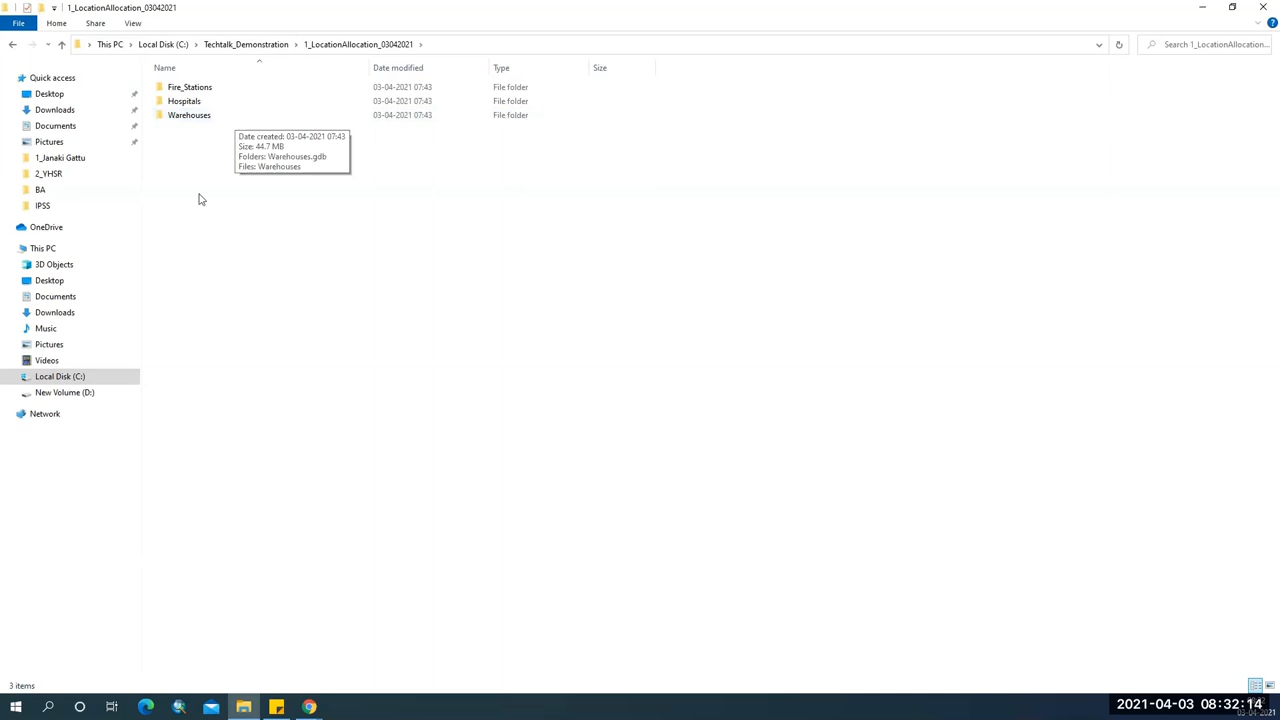 1_LocationAllocation_03042021
File Home Share View
This PC Local Disk (C:) Techtalk_Demonstration 1_LocationAllocation_03042021 Search 1_LocationAllocation...
Name Date modified Type Size
Quick access
Desktop
Downloads
Documents
Pictures
1_Janaki Gattu
2_VHSR
BA
IPSS
OneDrive
This PC
3D Objects
Desktop
Documents
Downloads
Music
Pictures
Videos
Local Disk (C:)
New Volume (D:)
Network
Fire_Stations 03-04-2021 07:43 File folder
Hospitals 03-04-2021 07:43 File folder
Warehouses 03-04-2021 07:43 File folder
Date created: 03-04-2021 07:43
Size: 44.7 MB
Folders: Warehouses.gdb
Files: Warehouses
3 items
2021-04-03 08:32:14
03-04-2021